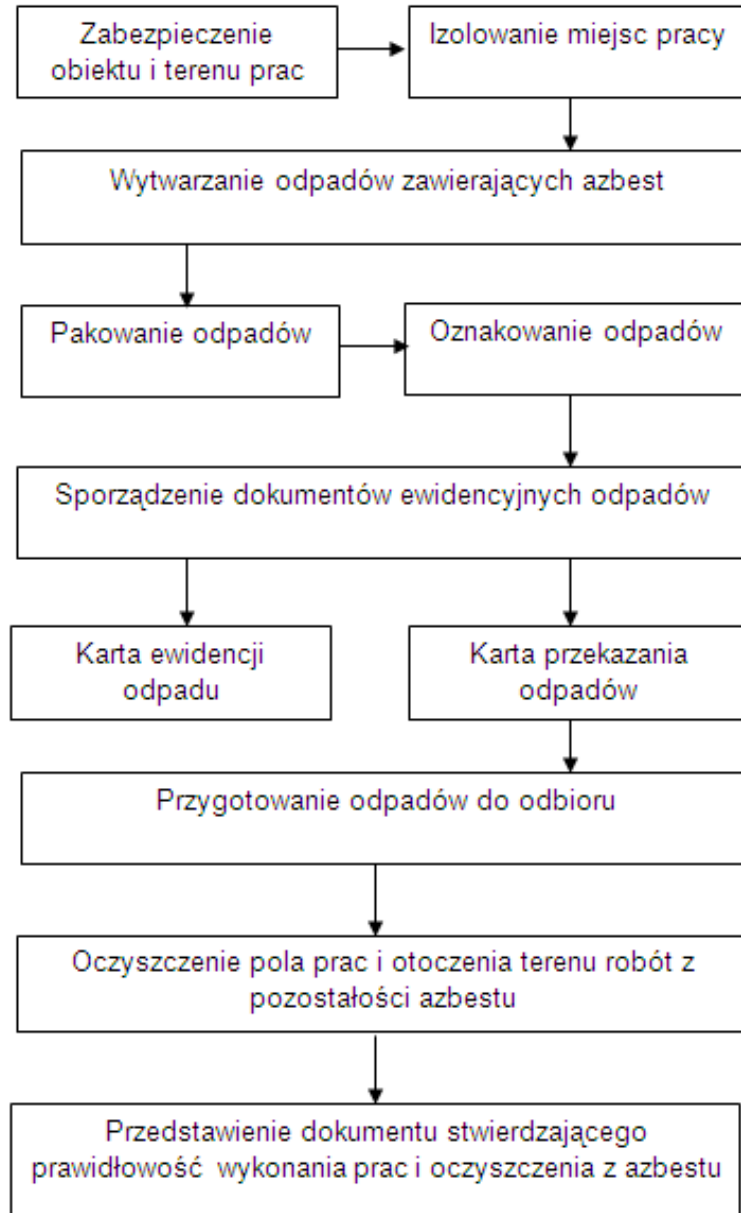 Zabezpieczenie
obiektu i terenu prac
Izolowanie miejsc pracy
Wytwarzanie odpadów zawierających azbest
Pakowanie odpadów
Oznakowanie odpadów
Sporządzenie dokumentów ewidencyjnych odpadów
Karta ewidencji
odpadu
Karta przekazania
odpadów
Przygotowanie odpadów do odbioru
Oczyszczenie pola prac i otoczenia terenu robót z
pozostałości azbestu
Przedstawienie dokumentu stwierdzającego
prawidłowość wykonania prac i oczyszczenia z azbestu